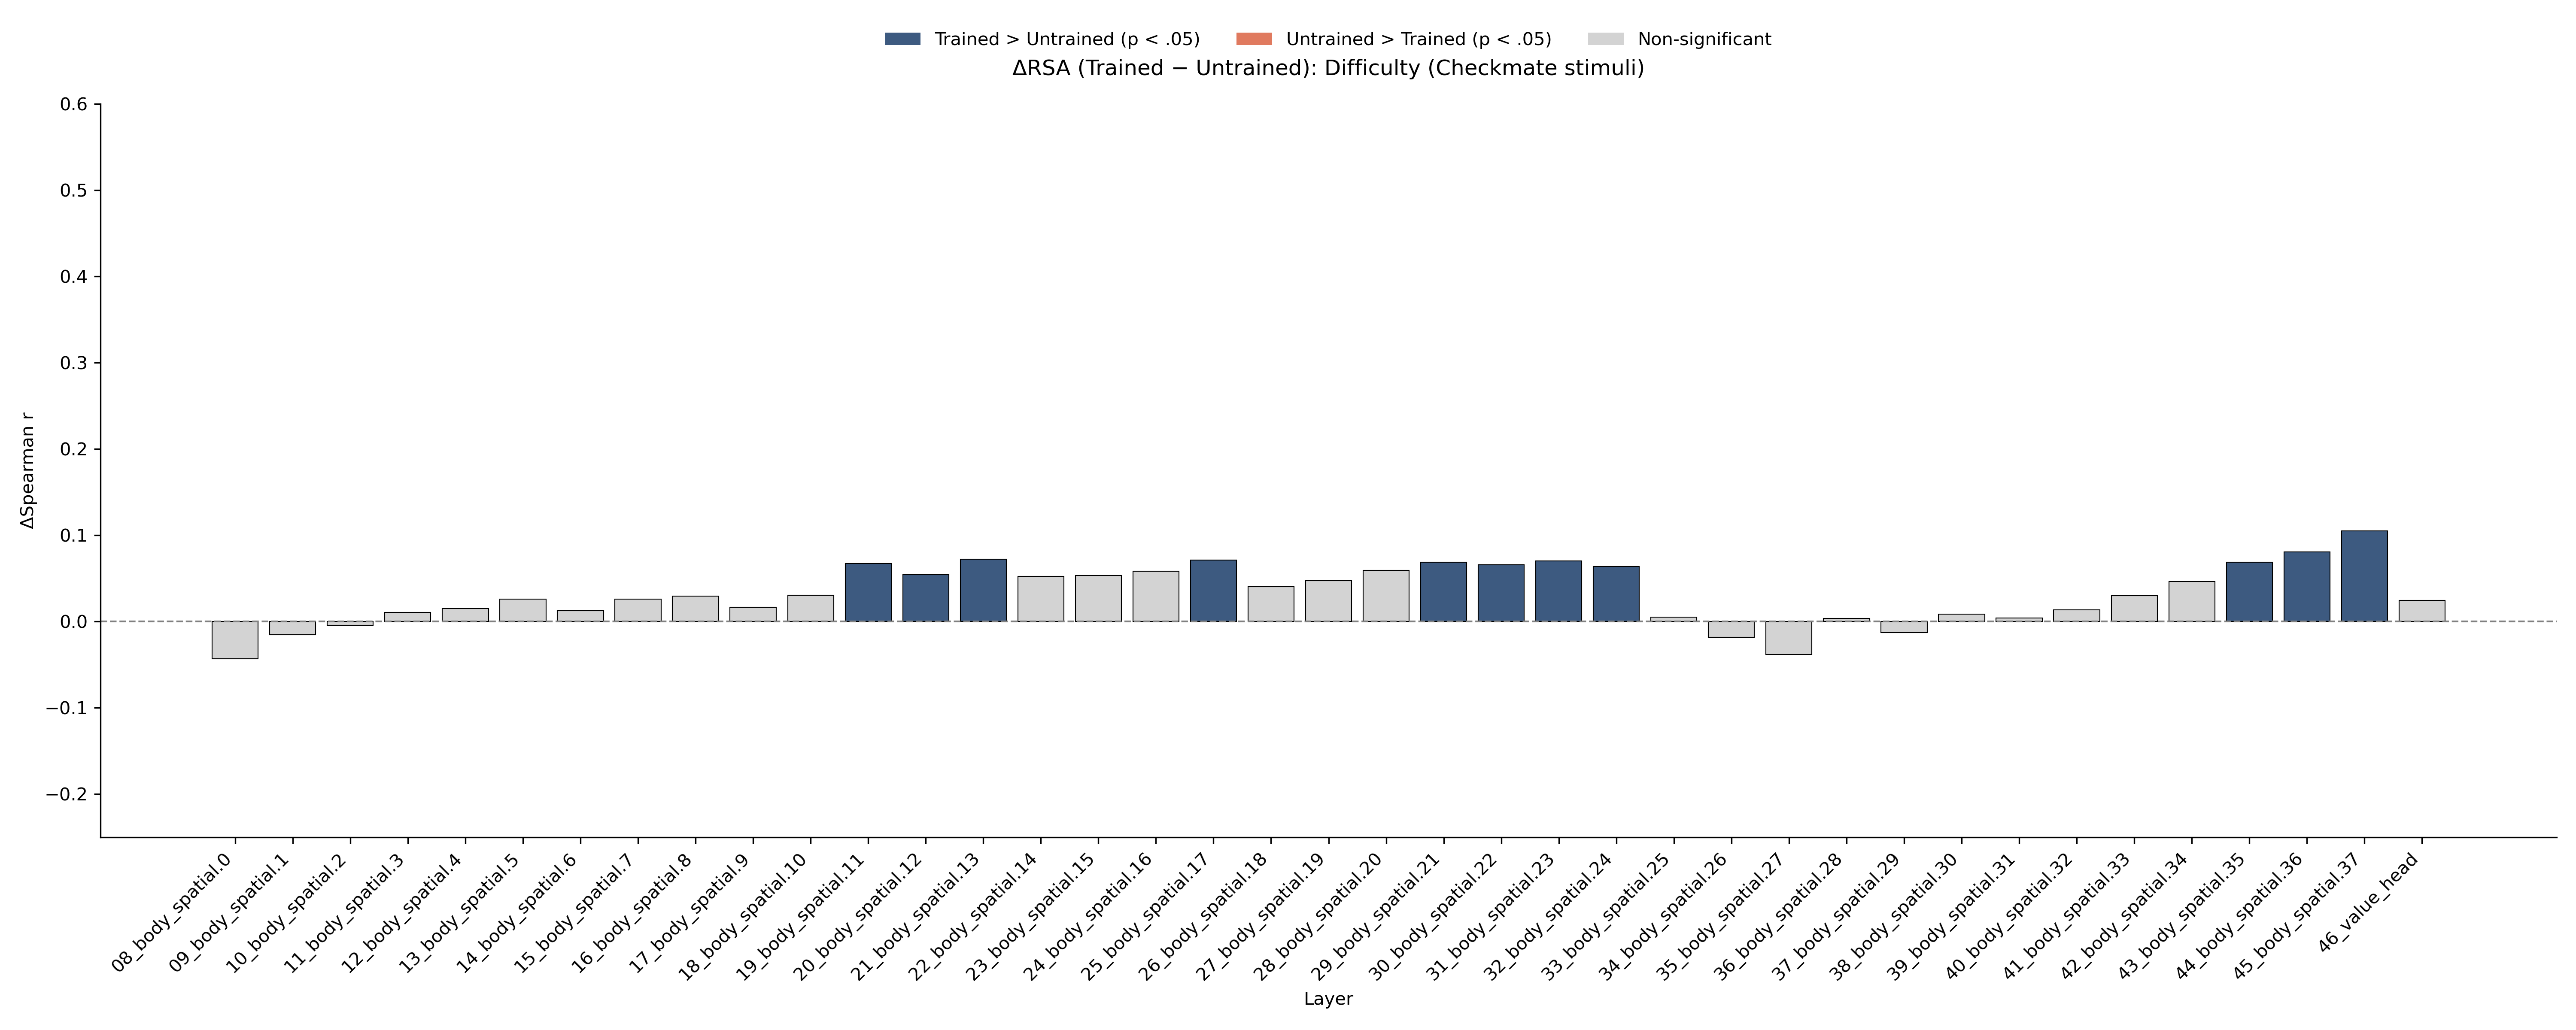 Trained > Untrained (p < .05)
Untrained > Trained (p < .05)
Non-significant
ΔRSA (Trained − Untrained): Difficulty (Checkmate stimuli)
0.6
0.5
0.4
0.3
0.2
0.1
0.0
−0.1
−0.2
ΔSpearman r
08_body_spatial.0
09_body_spatial.1
10_body_spatial.2
11_body_spatial.3
12_body_spatial.4
13_body_spatial.5
14_body_spatial.6
15_body_spatial.7
16_body_spatial.8
17_body_spatial.9
18_body_spatial.10
19_body_spatial.11
20_body_spatial.12
21_body_spatial.13
22_body_spatial.14
23_body_spatial.15
24_body_spatial.16
25_body_spatial.17
26_body_spatial.18
27_body_spatial.19
28_body_spatial.20
29_body_spatial.21
30_body_spatial.22
31_body_spatial.23
32_body_spatial.24
33_body_spatial.25
34_body_spatial.26
35_body_spatial.27
36_body_spatial.28
37_body_spatial.29
38_body_spatial.30
39_body_spatial.31
40_body_spatial.32
41_body_spatial.33
42_body_spatial.34
43_body_spatial.35
44_body_spatial.36
45_body_spatial.37
46_value_head
Layer